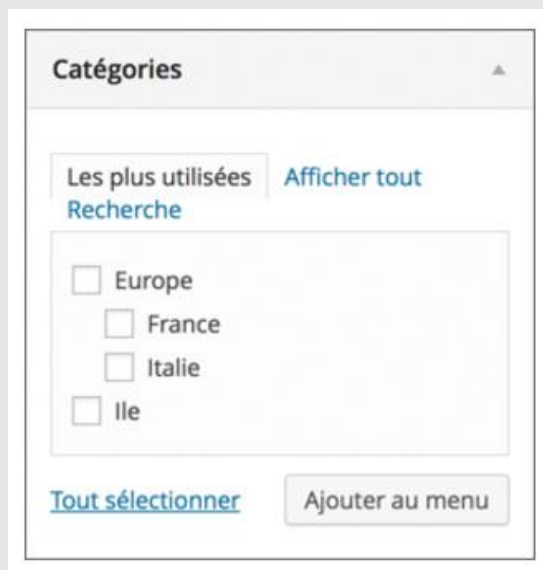 Catégories
Les plus utilisées Afficher tout
Recherche
Europe
France
Italie
Ile
Tout sélectionner Ajouter au menu